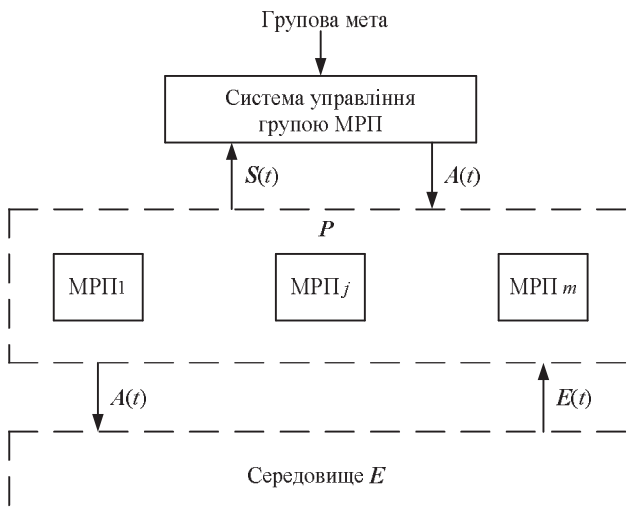 Групова мета
Система управління
групою МРП
S(t)
A(t)
P
МРП1
МРП j
МРП m
A(t)
E(t)
Середовище E